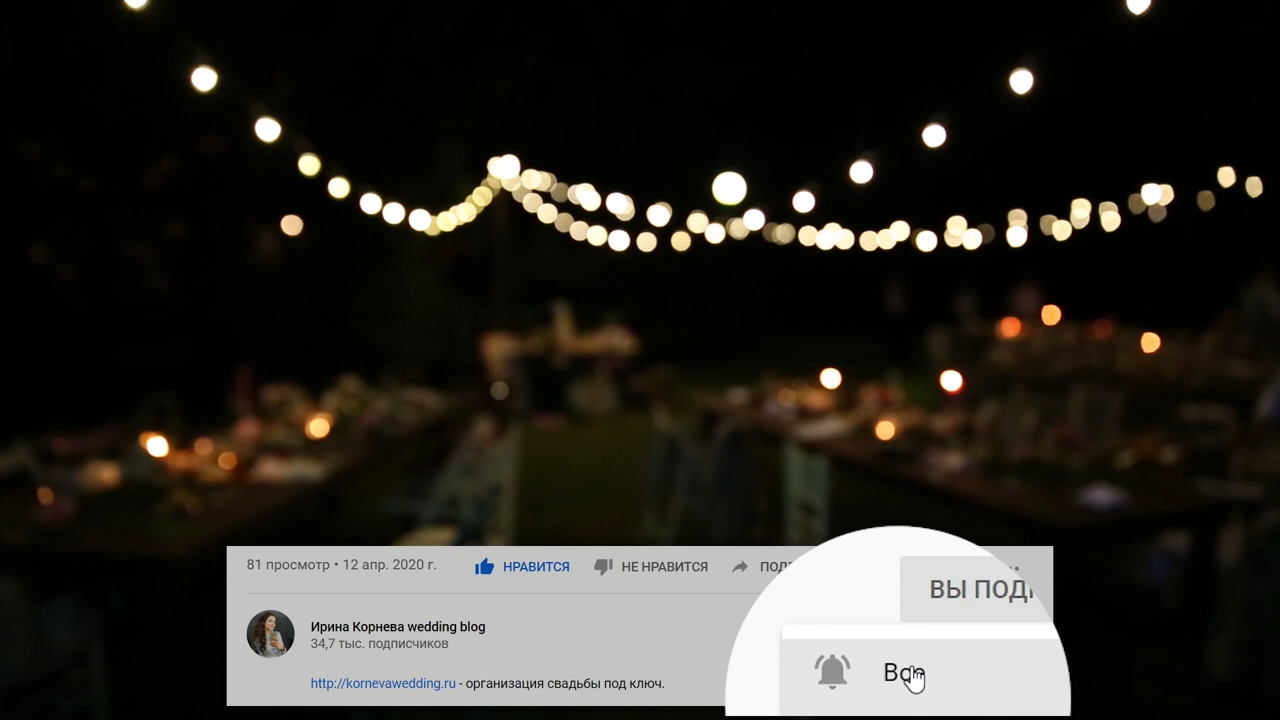 81 просмотр • 12 апр. 2020 г.
НРАВИТСЯ
НЕ НРАВИТСЯ
ВЫ
Ирина Корнева wedding blog
34,7 тыс. подписчиков
http://kornevawedding.ru - организация свадьбы под ключ.